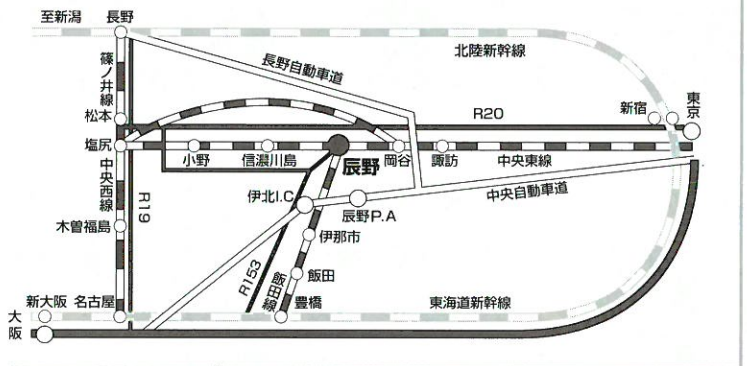 至新潟
長野
北陸新幹線
篠ノ井線
長野自動車道
R20
新宿
東京
松本
塩尻
小野
信濃川島
辰野
岡谷
諏訪
中央東線
中央西線
R19
伊北I.C
辰野P.A
中央自動車道
木曽福島
伊那市
R153
飯田
飯田線
新大阪
名古屋
豊橋
東海道新幹線
大阪